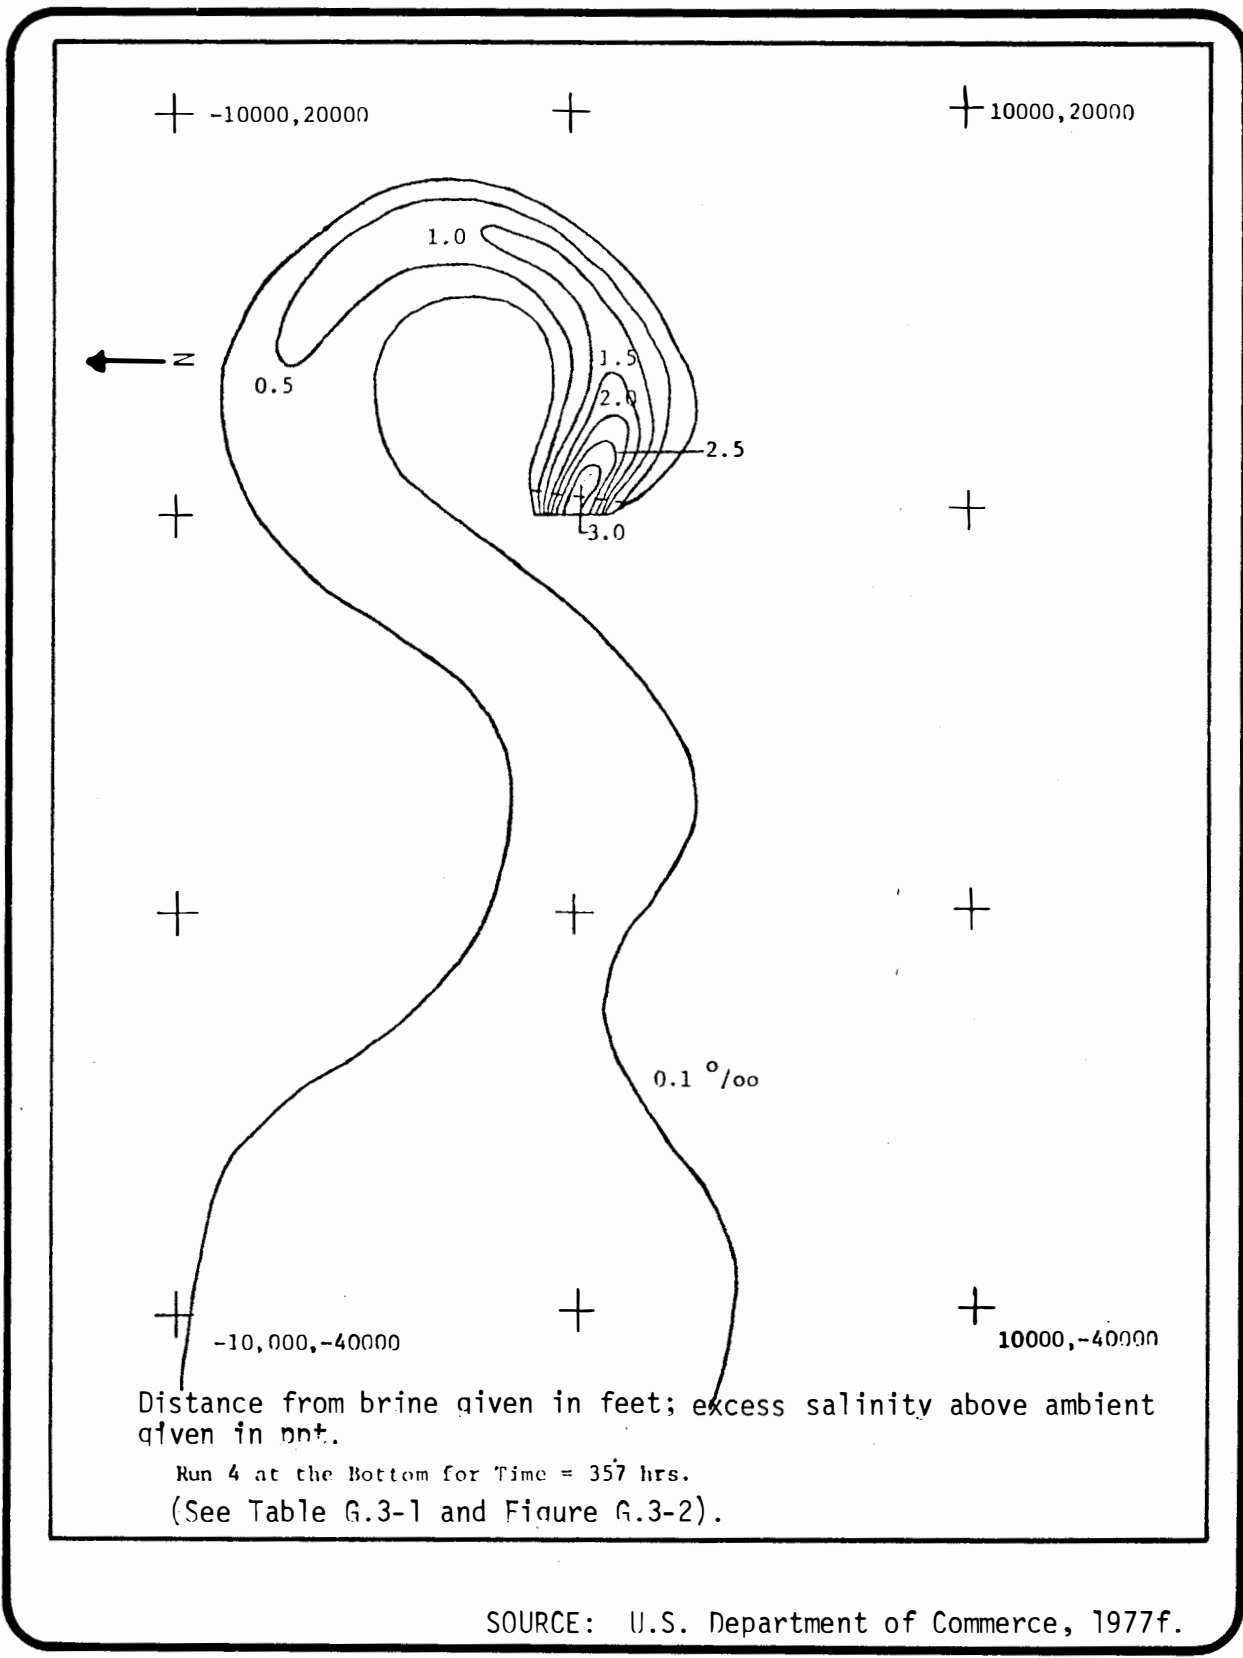 -10000,20000
10000,20000
1.0
N
0.5
1.5
2.0
2.5
3.0
0.1 º/oo
-10,000,-40000
10000,-40000
Distance from brine given in feet; excess salinity above ambient
given in ppt.
Run 4 at the Bottom for Time = 357 hrs.
(See Table G.3-1 and Figure G.3-2).
SOURCE: U.S. Department of Commerce, 1977f.